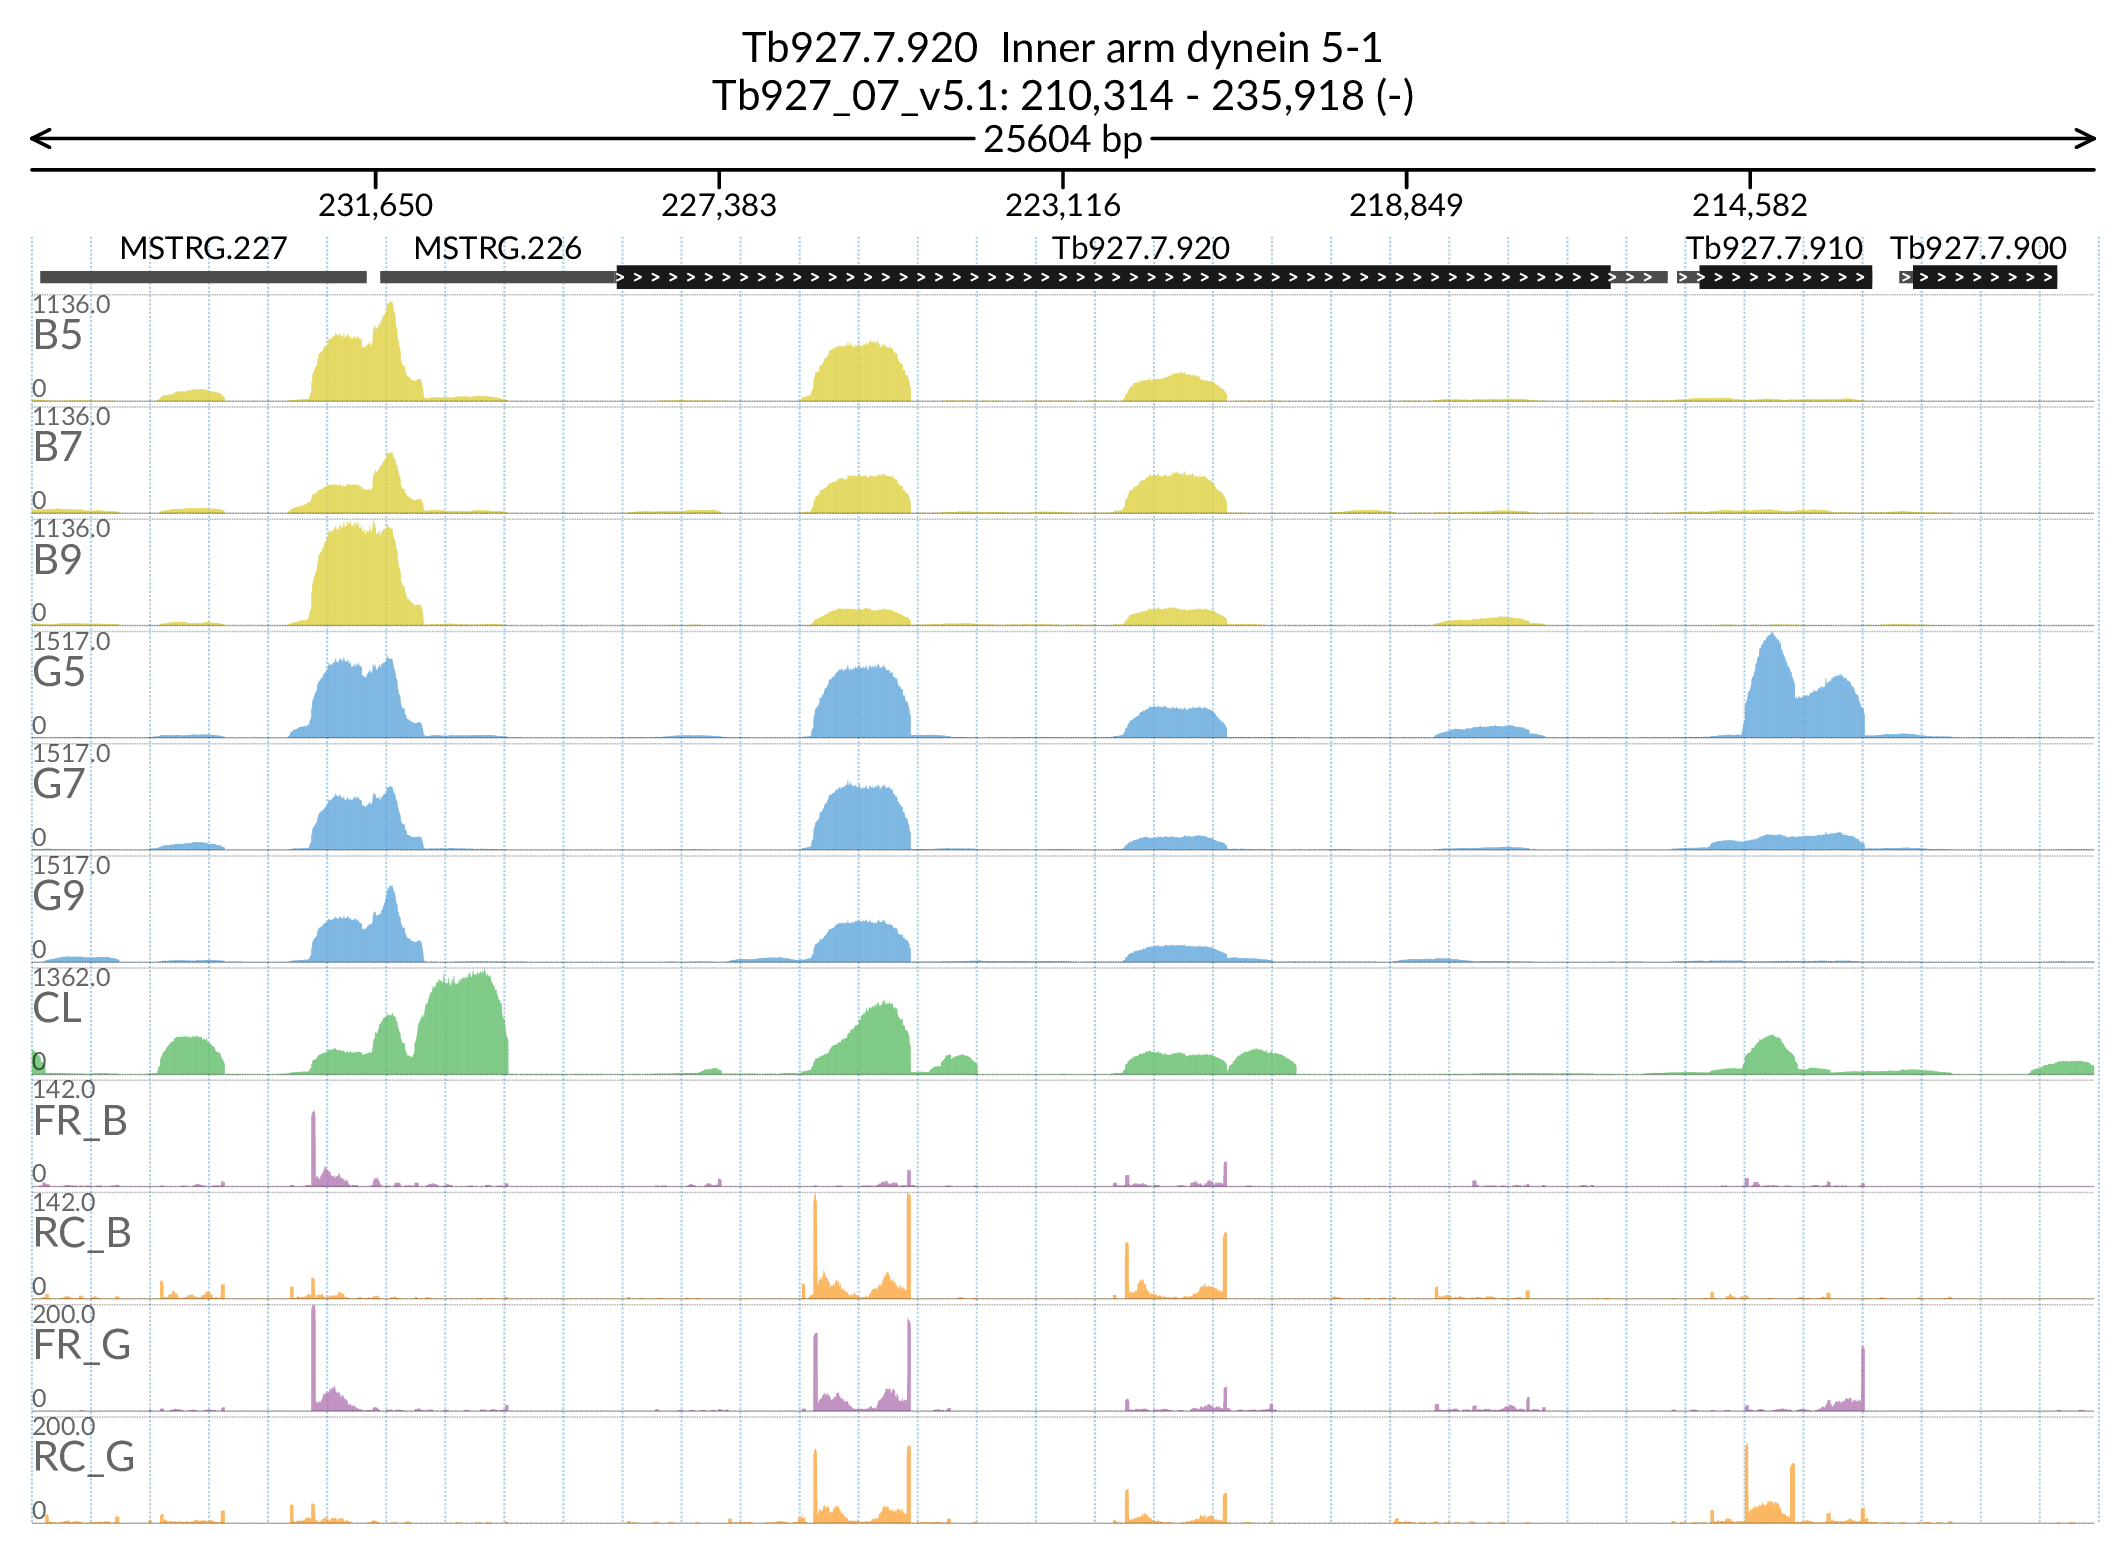 Tb927.7.920  Inner arm dynein 5-1
Tb927_07_v5.1: 210,314 - 235,918 (-)
25604 bp
231,650 227,383 223,116 218,849 214,582
MSTRG.227 MSTRG.226 Tb927.7.920 Tb927.7.910 Tb927.7.900
1136.0
B5
0
1136.0
B7
0
1136.0
B9
0
1517.0
G5
0
1517.0
G7
0
1517.0
G9
0
1362.0
CL
0
142.0
FR_B
0
142.0
RC_B
0
200.0
FR_G
0
200.0
RC_G
0